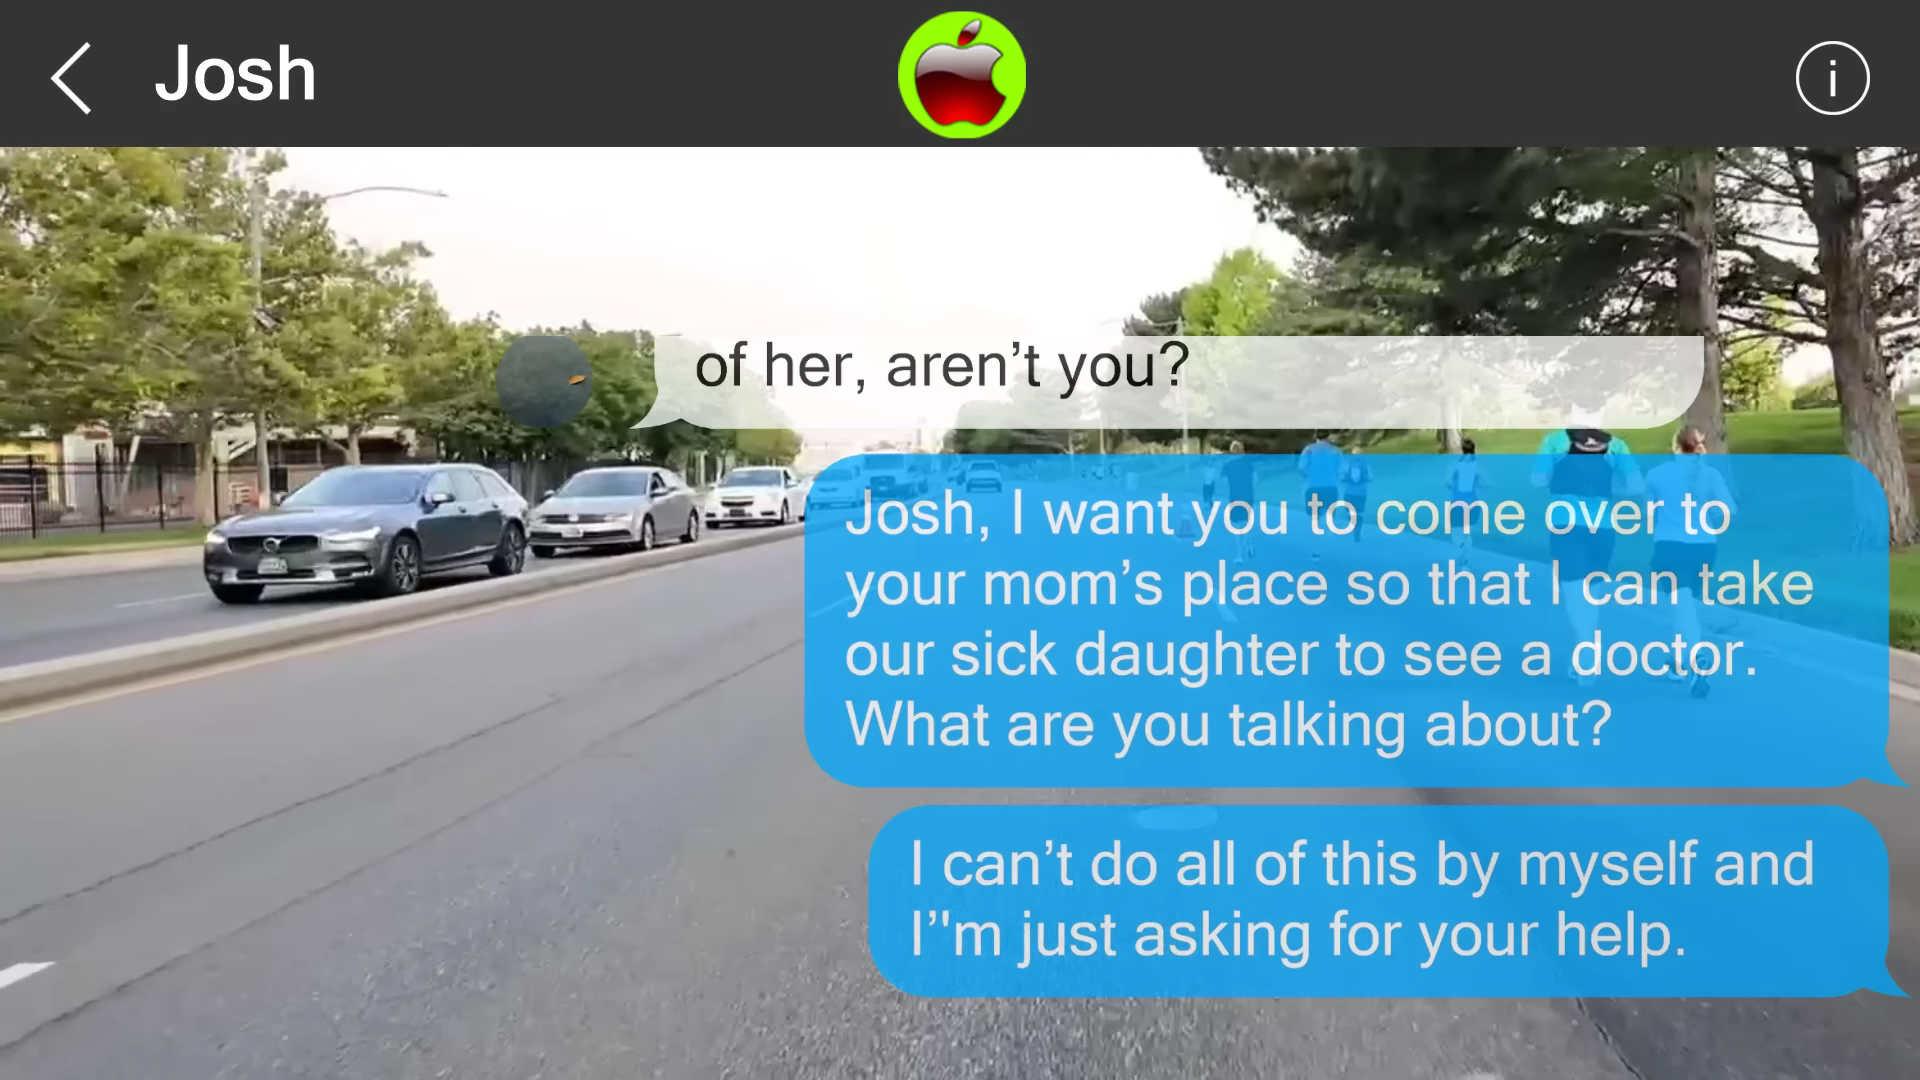 Josh
i
of her, aren’t you?
Josh, I want you to come over to
your mom’s place so that I can take
our sick daughter to see a doctor.
What are you talking about?
I can’t do all of this by myself and
I’"m just asking for your help.